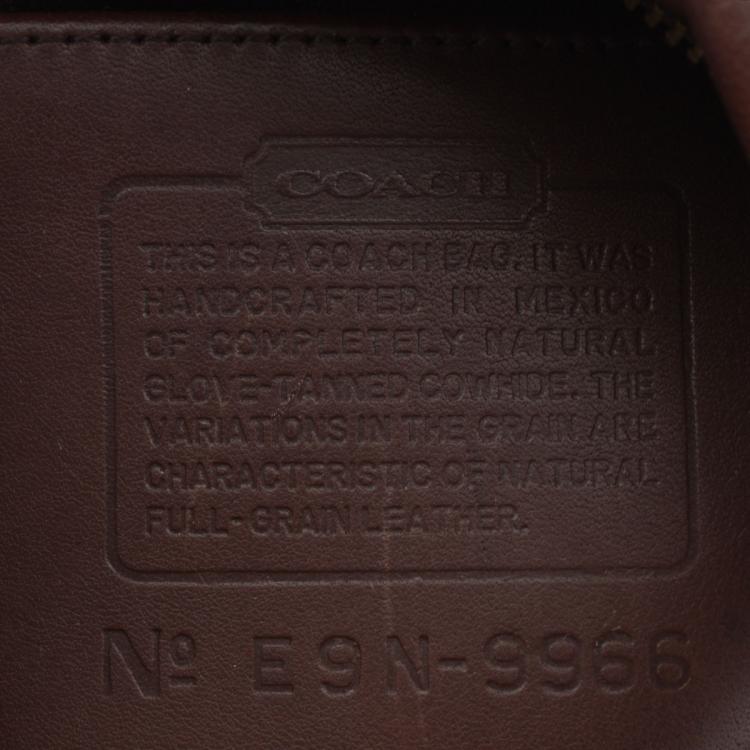 COACH
THIS IS A COACH BAG. IT WAS
HANDCRAFTED IN MEXICO
OF COMPLETELY NATURAL
GLOVE-TANNED COWHIDE. THE
VARIATIONS IN THE GRAIN ARE
CHARACTERISTIC OF NATURAL
FULL-GRAIN LEATHER.
Nº E9N-9966